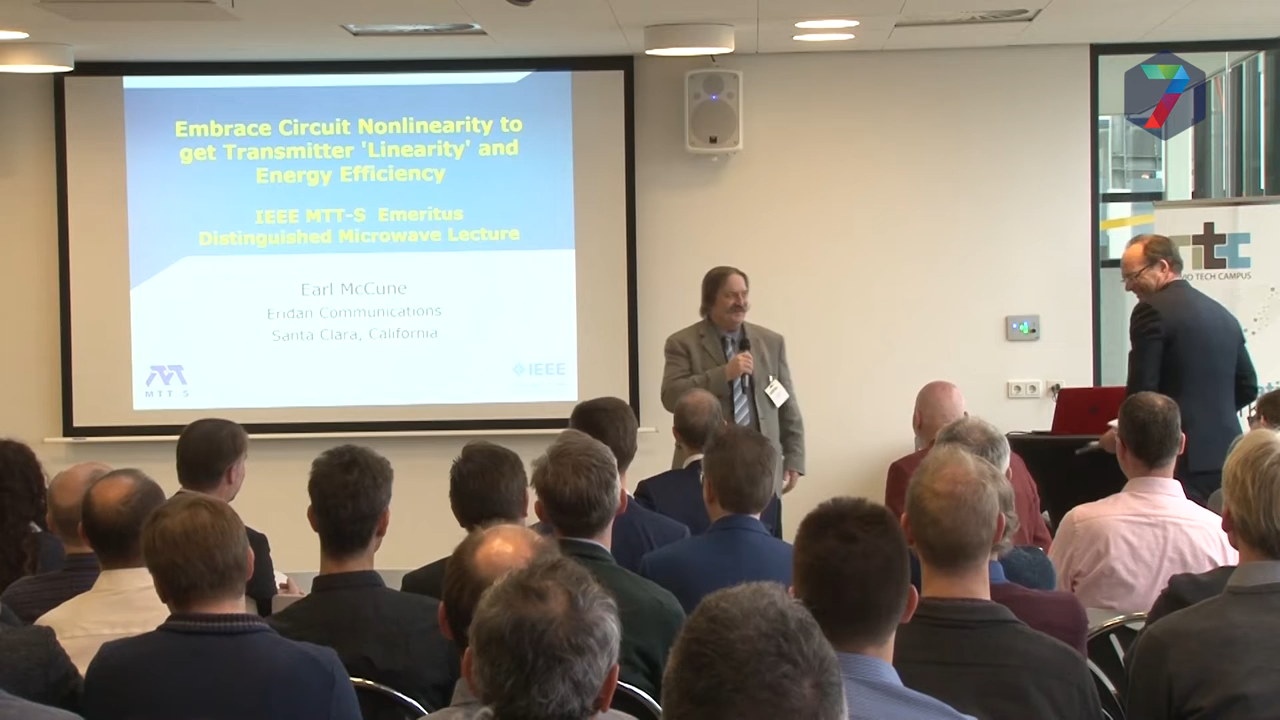 Embrace Circuit Nonlinearity to
get Transmitter 'Linearity' and
Energy Efficiency
IEEE MTT-S Emeritus
Distinguished Microwave Lecture
Earl McCune
Eridan Communications
Santa Clara, California
MTT-S
IEEE
7
TECH CAMPUS